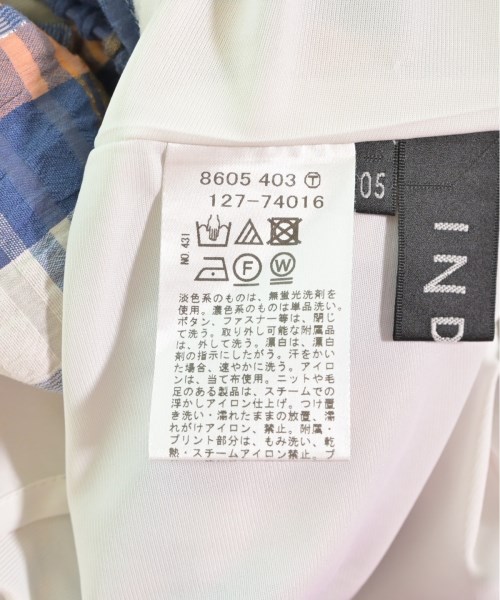 8605 403 Ⓣ
127-74016
NO.431
F W
淡色系のものは、無蛍光洗剤を
使用。濃色系のものは単品洗い。
ボタン、ファスナー等は、閉じ
て洗う。取り外し可能な附属品
は、外して洗う。漂白は、漂白
剤の指示にしたがう。汗をかい
た場合、速やかに洗う。アイロ
ンは、当て布使用。ニットや毛
足のある製品は、スチームでの
浮かしアイロン仕上げ。つけ置
き洗い・濡れたままの放置、濡
れがけアイロン、禁止。附属・
プリント部分は、もみ洗い、乾
熱・スチームアイロン禁止。プ
05
IND